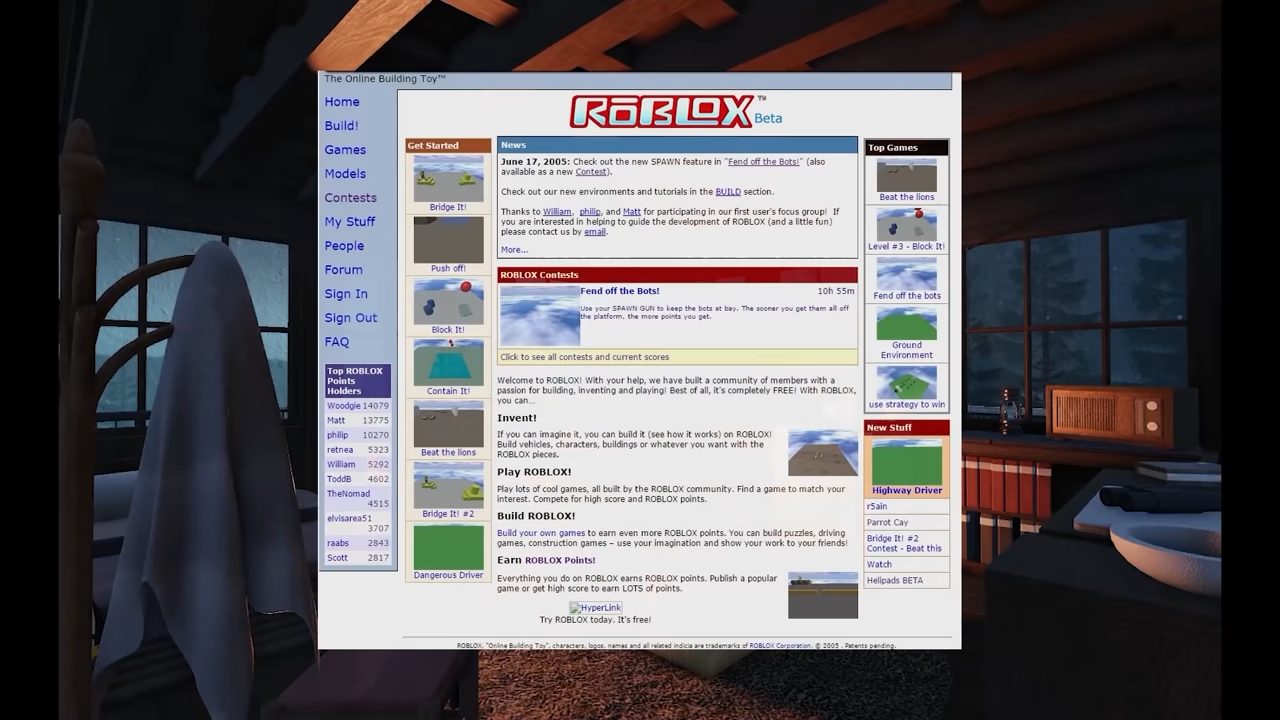 The Online Building Toy™
ROBLOX™
Beta
Home
Build!
Games
Models
Contests
My Stuff
People
Forum
Sign In
Sign Out
FAQ
Top ROBLOX
Points
Holders
Woodgie 14079
Matt 13775
philip 10270
retnea 5323
William 5292
ToddB 4602
TheNomad
4515
elvisarea51
3707
raabs 2843
Scott 2817
Get Started
Bridge It!
Push off!
Block It!
Contain It!
Beat the lions
Bridge It! #2
Dangerous Driver
News
June 17, 2005: Check out the new SPAWN feature in "Fend off the Bots!" (also
available as a new Contest).
Check out our new environments and tutorials in the BUILD section.
Thanks to William, philip, and Matt for participating in our first user's focus group! If
you are interested in helping to guide the development of ROBLOX (and a little fun)
please contact us by email.
More...
ROBLOX Contests
Fend off the Bots! 10h 55m
Use your SPAWN GUN to keep the bots at bay. The sooner you get them all off
the platform, the more points you get.
Click to see all contests and current scores
Welcome to ROBLOX! With your help, we have built a community of members with a
passion for building, inventing and playing! Best of all, it's completely FREE! With ROBLOX,
you can...
Invent!
If you can imagine it, you can build it (see how it works) on ROBLOX!
Build vehicles, characters, buildings or whatever you want with the
ROBLOX pieces.
Play ROBLOX!
Play lots of cool games, all built by the ROBLOX community. Find a game to match your
interest. Compete for high score and ROBLOX points.
Build ROBLOX!
Build your own games to earn even more ROBLOX points. You can build puzzles, driving
games, construction games – use your imagination and show your work to your friends!
Earn ROBLOX Points!
Everything you do on ROBLOX earns ROBLOX points. Publish a popular
game or get high score to earn LOTS of points.
HyperLink
Try ROBLOX today. It's free!
Top Games
Beat the lions
Level #3 - Block It!
Fend off the bots
Ground
Environment
use strategy to win
New Stuff
Highway Driver
r5ain
Parrot Cay
Bridge It! #2
Contest - Beat this
Watch
Helipads BETA
ROBLOX, "Online Building Toy", characters, logos, names and all related indicia are trademarks of ROBLOX Corporation, © 2005 . Patents pending.